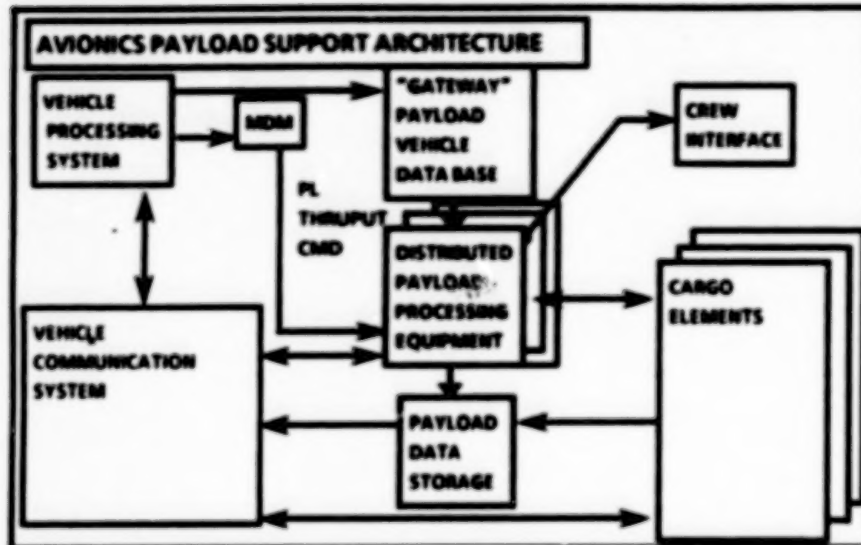 AVIONICS PAYLOAD SUPPORT ARCHITECTURE
VEHICLE
PROCESSING
SYSTEM
MDM
"GATEWAY"
PAYLOAD
VEHICLE
DATA BASE
CREW
INTERFACE
PL
THRUPUT
CMD
DISTRIBUTED
PAYLOAD
PROCESSING
EQUIPMENT
CARGO
ELEMENTS
VEHICLE
COMMUNICATION
SYSTEM
PAYLOAD
DATA
STORAGE